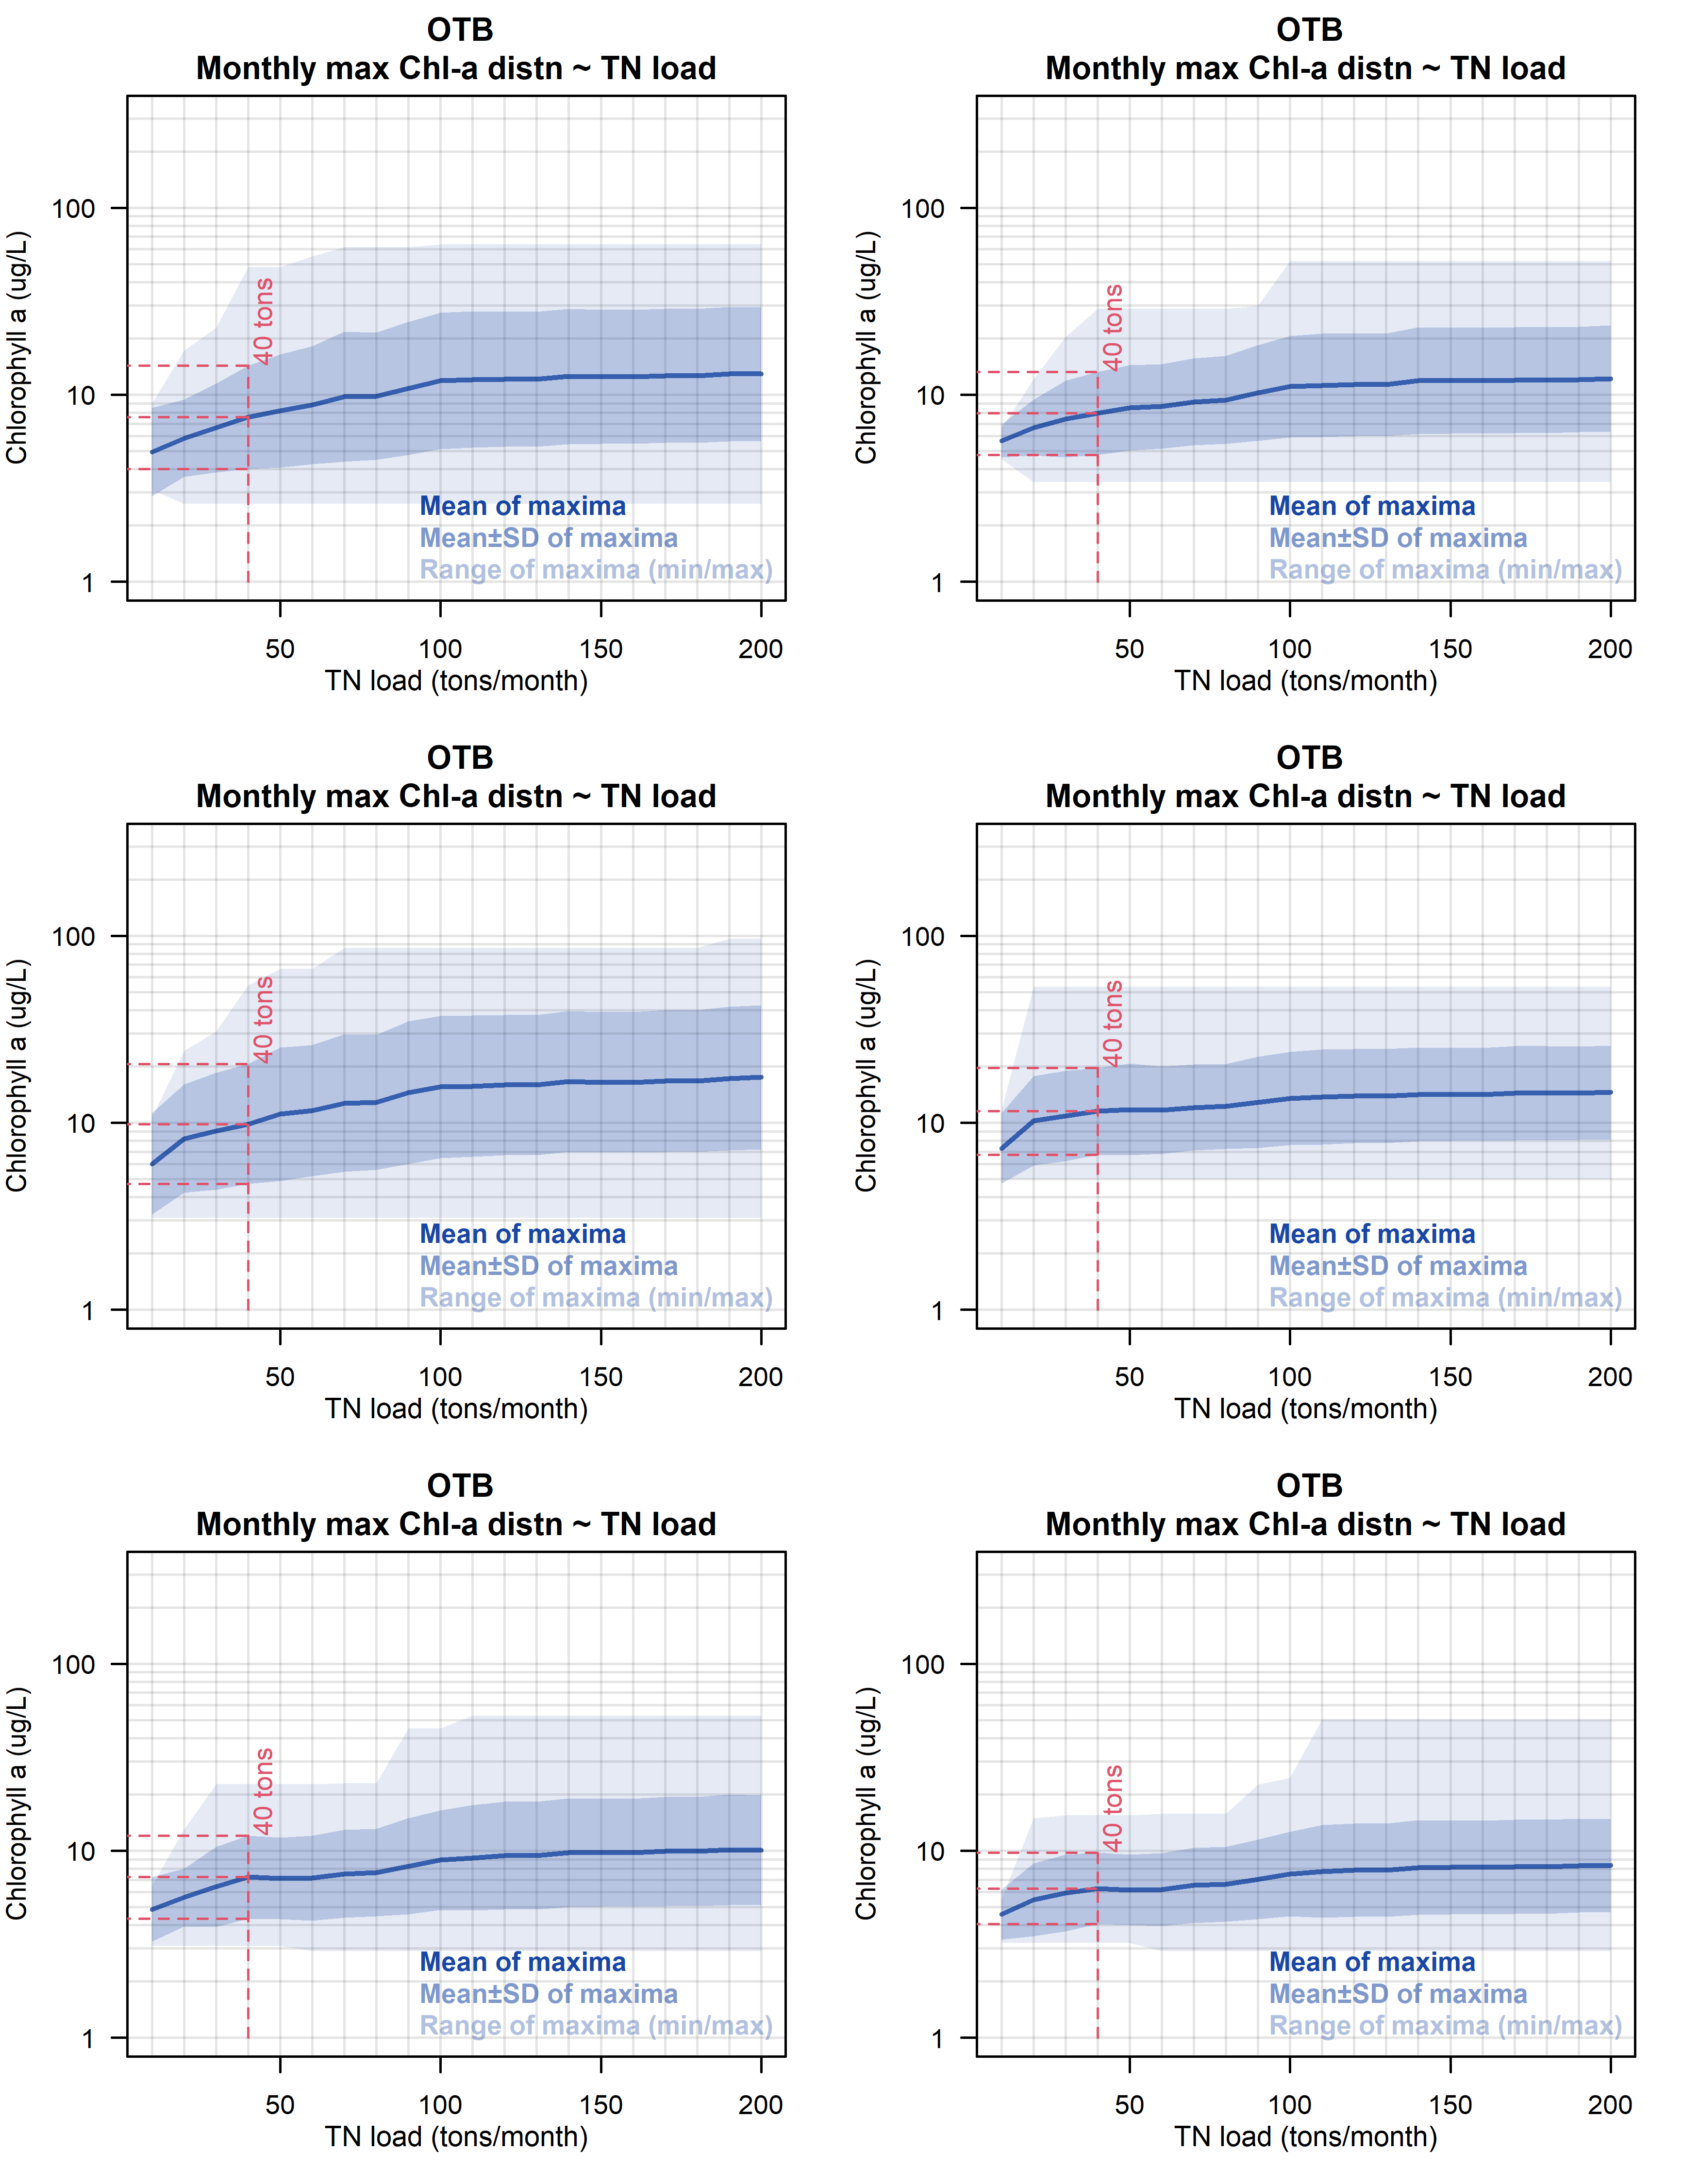 OTB
Monthly max Chl-a distn ~ TN load
Chlorophyll a (ug/L)
100
10
1
40 tons
Mean of maxima
Mean±SD of maxima
Range of maxima (min/max)
50 100 150 200
TN load (tons/month)
OTB
Monthly max Chl-a distn ~ TN load
Chlorophyll a (ug/L)
100
10
1
40 tons
Mean of maxima
Mean±SD of maxima
Range of maxima (min/max)
50 100 150 200
TN load (tons/month)
OTB
Monthly max Chl-a distn ~ TN load
Chlorophyll a (ug/L)
100
10
1
40 tons
Mean of maxima
Mean±SD of maxima
Range of maxima (min/max)
50 100 150 200
TN load (tons/month)
OTB
Monthly max Chl-a distn ~ TN load
Chlorophyll a (ug/L)
100
10
1
40 tons
Mean of maxima
Mean±SD of maxima
Range of maxima (min/max)
50 100 150 200
TN load (tons/month)
OTB
Monthly max Chl-a distn ~ TN load
Chlorophyll a (ug/L)
100
10
1
40 tons
Mean of maxima
Mean±SD of maxima
Range of maxima (min/max)
50 100 150 200
TN load (tons/month)
OTB
Monthly max Chl-a distn ~ TN load
Chlorophyll a (ug/L)
100
10
1
40 tons
Mean of maxima
Mean±SD of maxima
Range of maxima (min/max)
50 100 150 200
TN load (tons/month)